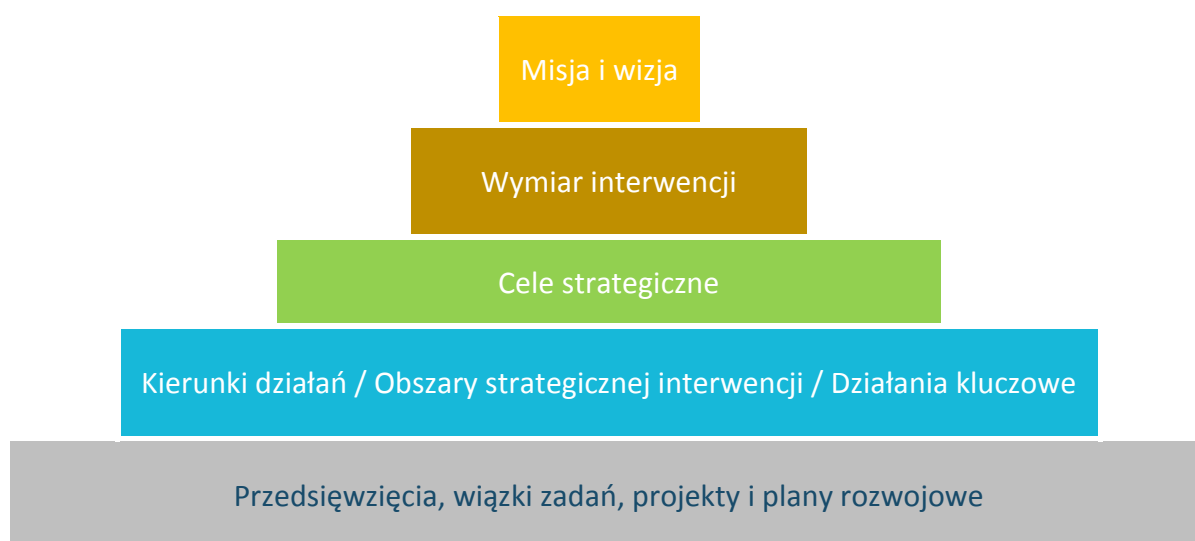 Misja i wizja
Wymiar interwencji
Cele strategiczne
Kierunki działań / Obszary strategicznej interwencji / Działania kluczowe
Przedsięwzięcia, wiązki zadań, projekty i plany rozwojowe